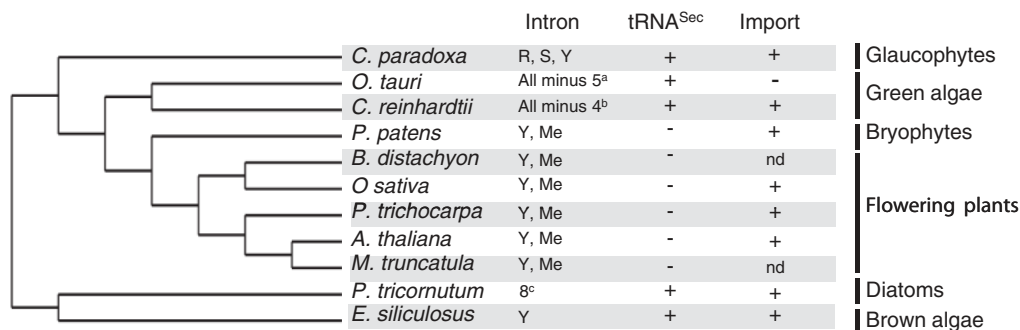 Intron tRNASec Import
C. paradoxa R, S, Y + + Glaucophytes
O. tauri All minus 5a + -
Green algae
C. reinhardtii All minus 4b + +
P. patens Y, Me - + Bryophytes
B. distachyon Y, Me - nd
O sativa Y, Me - +
P. trichocarpa Y, Me - + Flowering plants
A. thaliana Y, Me - +
M. truncatula Y, Me - nd
P. tricornutum 8c + + Diatoms
E. siliculosus Y + + Brown algae